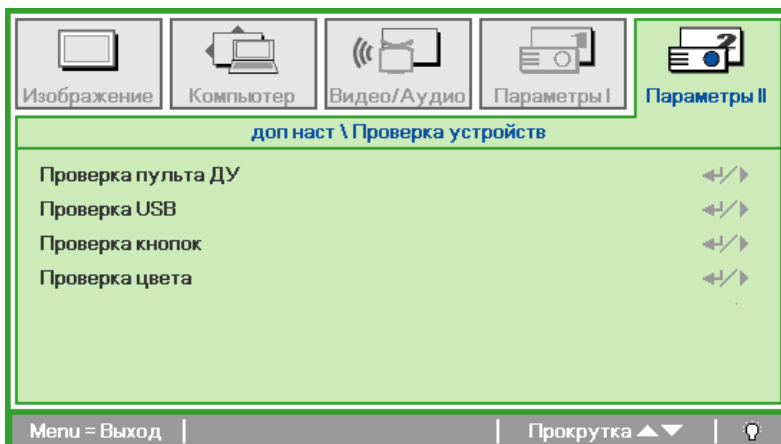 Изображение
Компьютер
Видео/Аудио
Параметры I
Параметры II
доп наст \ Проверка устройств
Проверка пульта ДУ
Проверка USB
Проверка кнопок
Проверка цвета
Menu = Выход
Прокрутка ▲▼